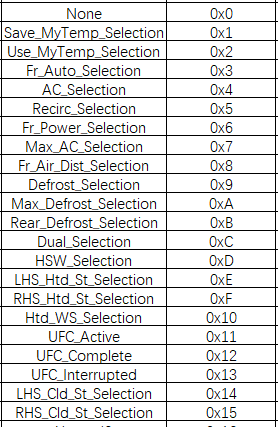 None 0x0
Save_MyTemp_Selection 0x1
Use_MyTemp_Selection 0x2
Fr_Auto_Selection 0x3
AC_Selection 0x4
Recirc_Selection 0x5
Fr_Power_Selection 0x6
Max_AC_Selection 0x7
Fr_Air_Dist_Selection 0x8
Defrost_Selection 0x9
Max_Defrost_Selection 0xA
Rear_Defrost_Selection 0xB
Dual_Selection 0xC
HSW_Selection 0xD
LHS_Htd_St_Selection 0xE
RHS_Htd_St_Selection 0xF
Htd_WS_Selection 0x10
UFC_Active 0x11
UFC_Complete 0x12
UFC_Interrupted 0x13
LHS_Cld_St_Selection 0x14
RHS_Cld_St_Selection 0x15